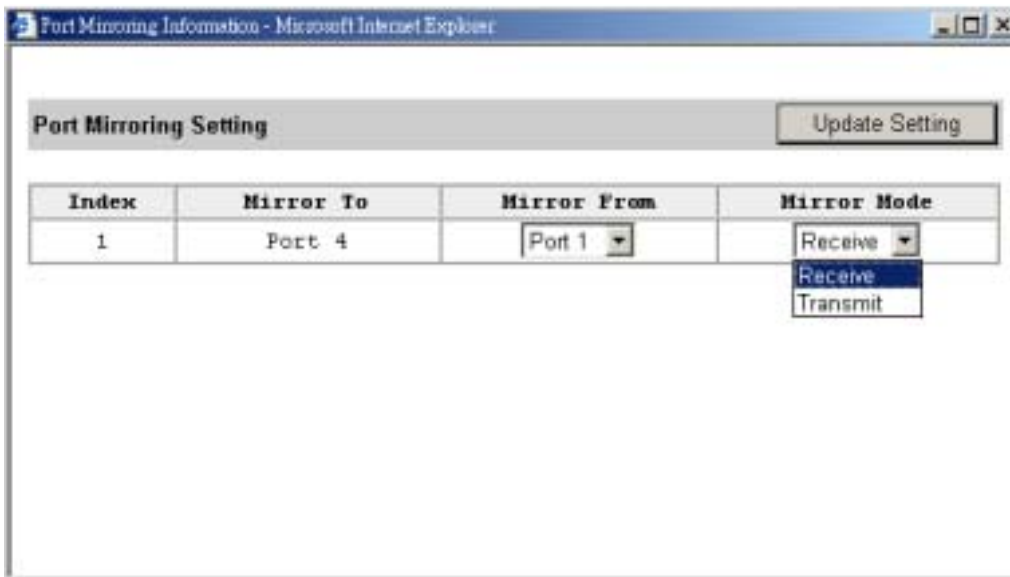 Port Mirroring Information - Microsoft Internet Explorer
Port Mirroring Setting
Update Setting
Index Mirror To Mirror From Mirror Mode
1 Port 4 Port 1 Receive
Receive
Transmit